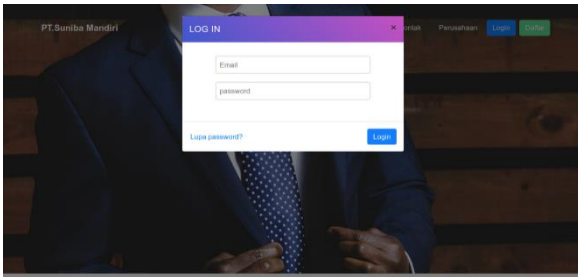 PT.Suniba Mandiri
LOG IN
×
ontak
Perusahaan
Login
Daftar
Email
password
Lupa password?
Login